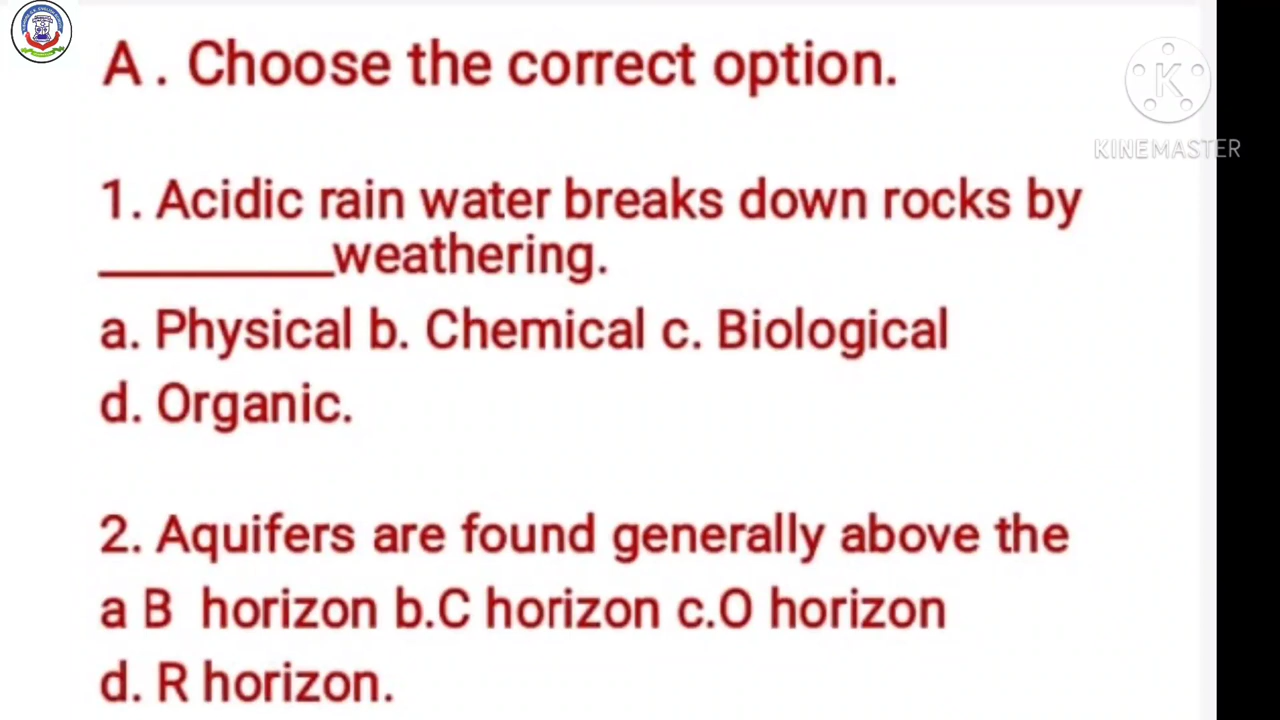 A . Choose the correct option.
KINEMASTER
1. Acidic rain water breaks down rocks by
_________weathering.
a. Physical b. Chemical c. Biological
d. Organic.
2. Aquifers are found generally above the
a B horizon b.C horizon c.O horizon
d. R horizon.